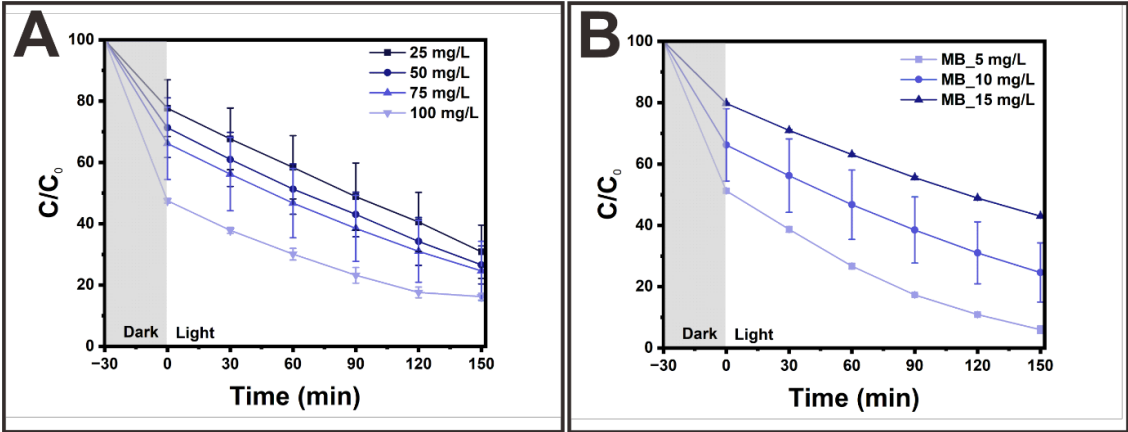 A
100
80
60
40
20
0
C/C₀
25 mg/L
50 mg/L
75 mg/L
100 mg/L
Dark Light
−30 0 30 60 90 120 150
Time (min)
B
100
80
60
40
20
0
C/C₀
MB_5 mg/L
MB_10 mg/L
MB_15 mg/L
Dark Light
−30 0 30 60 90 120 150
Time (min)